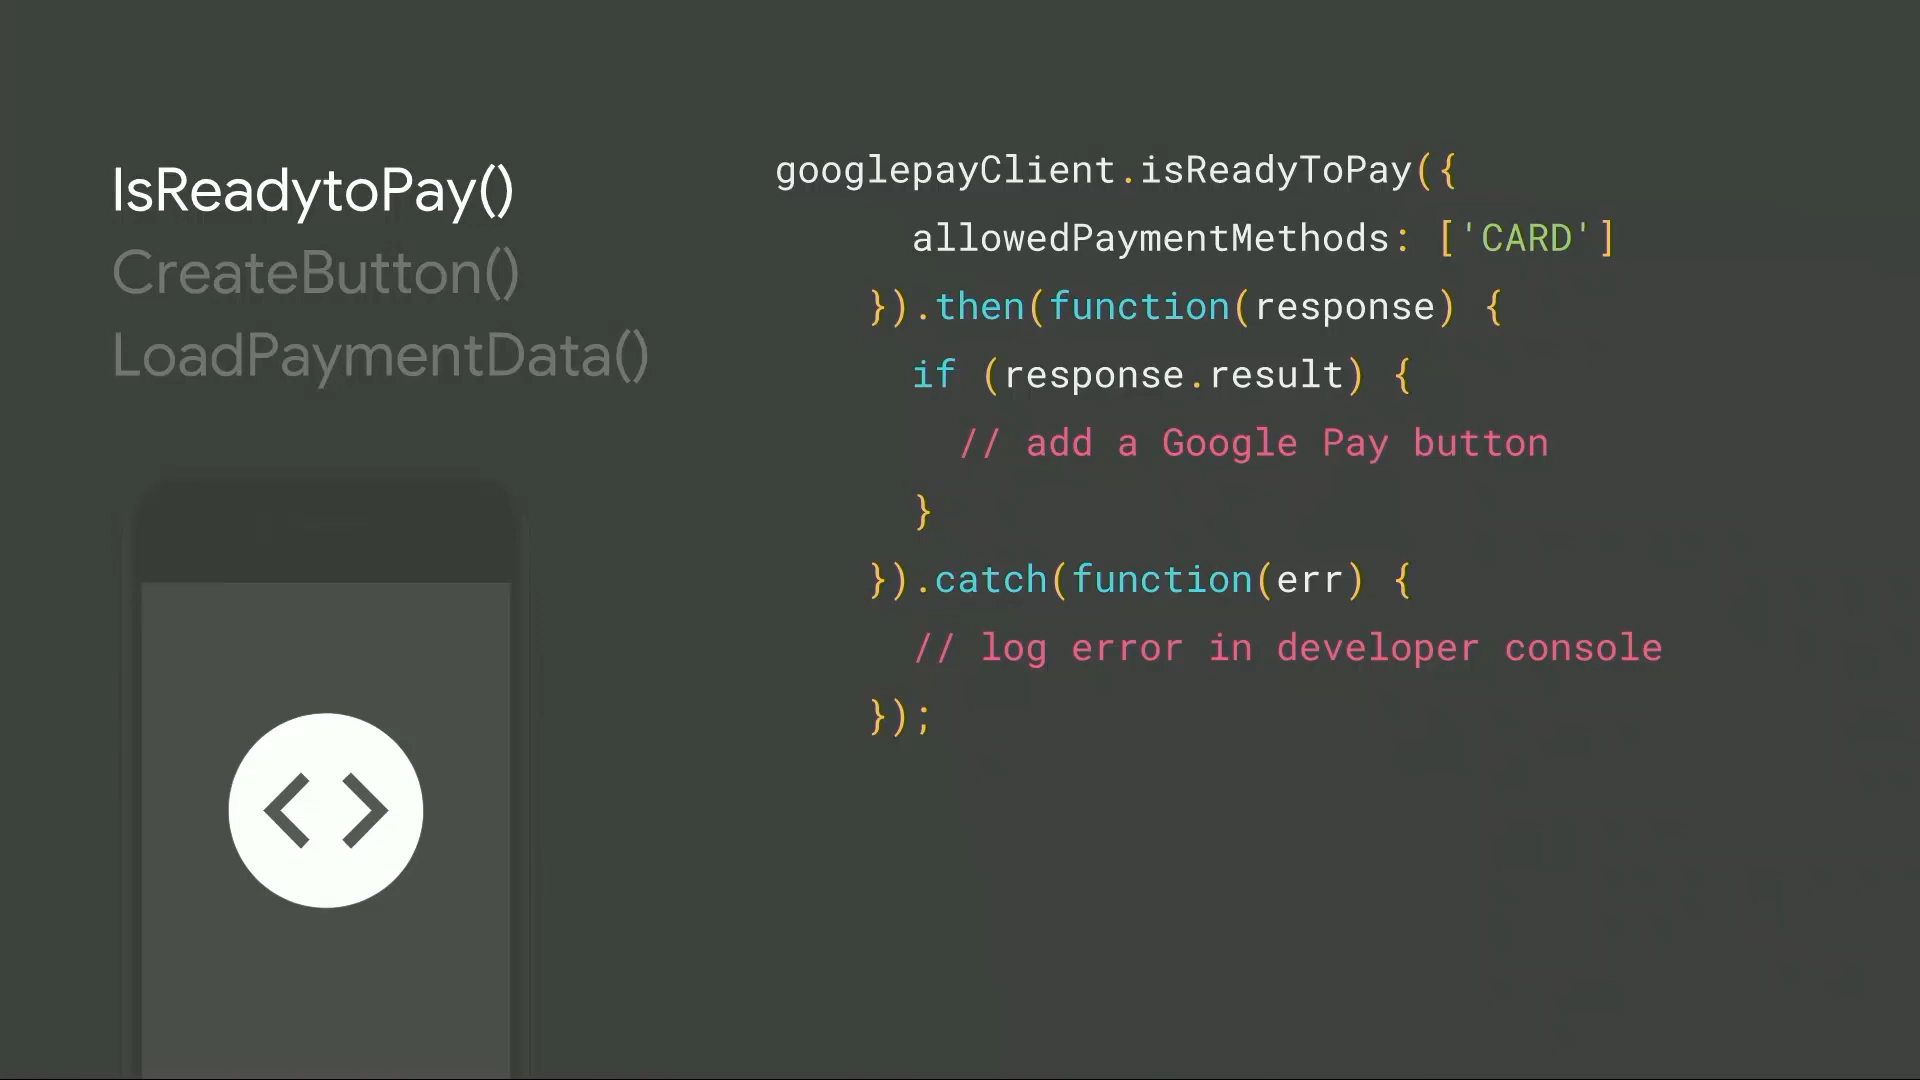 IsReadytoPay()
CreateButton()
LoadPaymentData()
googlepayClient.isReadyToPay({
allowedPaymentMethods: ['CARD']
}).then(function(response) {
if (response.result) {
// add a Google Pay button
}
}).catch(function(err) {
// log error in developer console
});